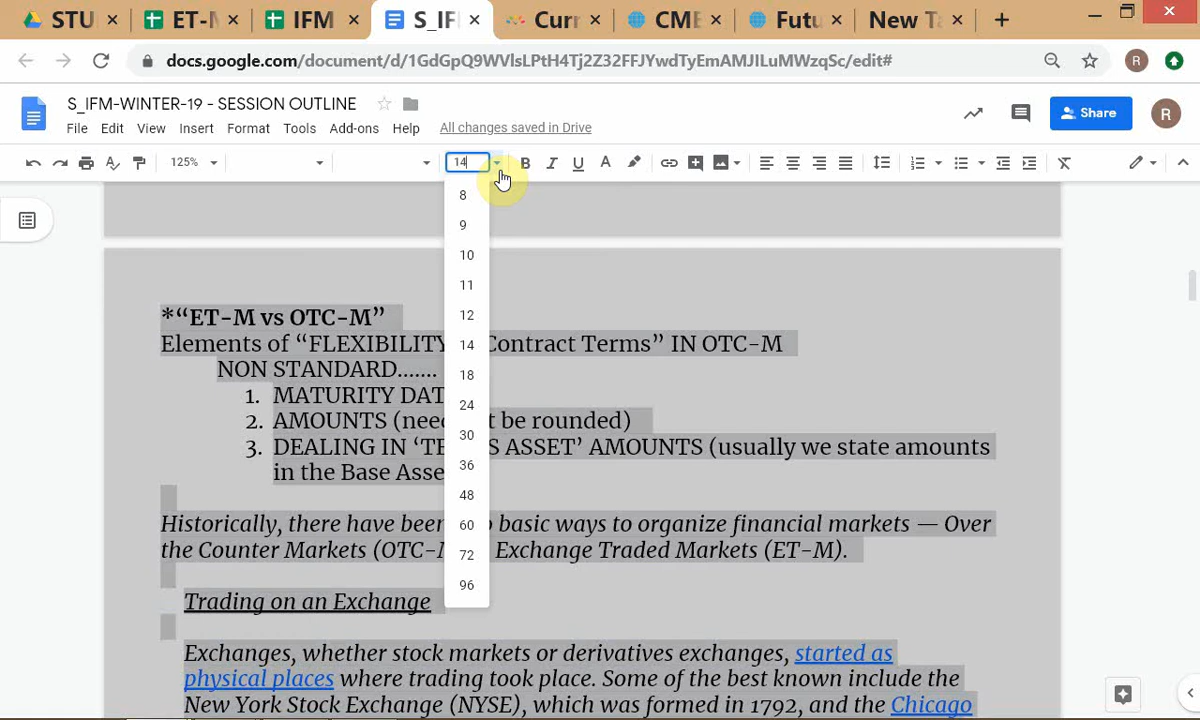 STU ET-M IFM S_IF Curr CME Futu New Ta
docs.google.com/document/d/1GdGpQ9WVlsLPtH4Tj2Z32FFJYwdTyEmAMJILuMWzqSc/edit# R
S_IFM-WINTER-19 - SESSION OUTLINE
File Edit View Insert Format Tools Add-ons Help All changes saved in Drive
Share R
125% 14 B I U A
8
9
10
11
12
14
18
24
30
36
48
60
72
96
*“ET-M vs OTC-M”
Elements of “FLEXIBILITY Contract Terms” IN OTC-M
NON STANDARD.......
1. MATURITY DAT
2. AMOUNTS (nee t be rounded)
3. DEALING IN ‘TE S ASSET’ AMOUNTS (usually we state amounts
in the Base Asse
Historically, there have been basic ways to organize financial markets — Over
the Counter Markets (OTC-M Exchange Traded Markets (ET-M).
Trading on an Exchange
Exchanges, whether stock markets or derivatives exchanges, started as
physical places where trading took place. Some of the best known include the
New York Stock Exchange (NYSE), which was formed in 1792, and the Chicago